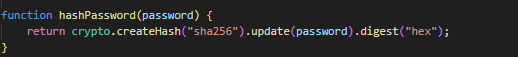 function hashPassword(password) {
    return crypto.createHash("sha256").update(password).digest("hex");
}